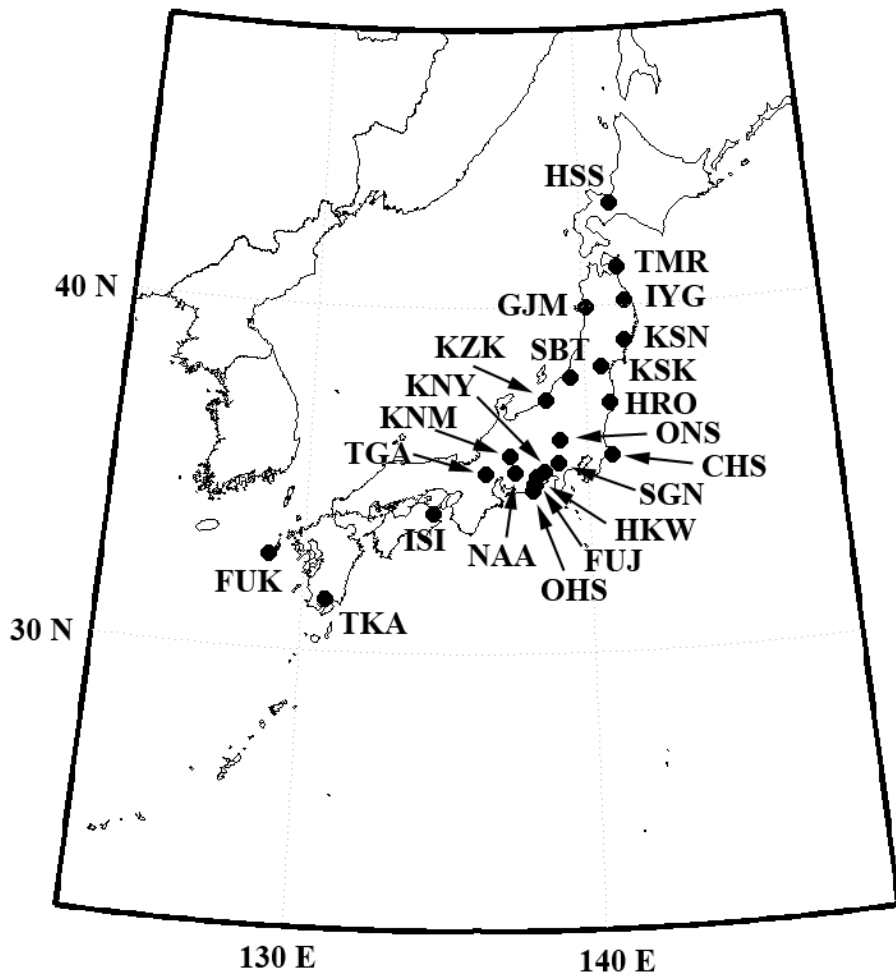 HSS
TMR
40 N
IYG
GJM
KSN
KZK
SBT
KSK
KNY
HRO
KNM
ONS
TGA
CHS
SGN
HKW
ISI
NAA
FUJ
FUK
OHS
TKA
30 N
130 E
140 E